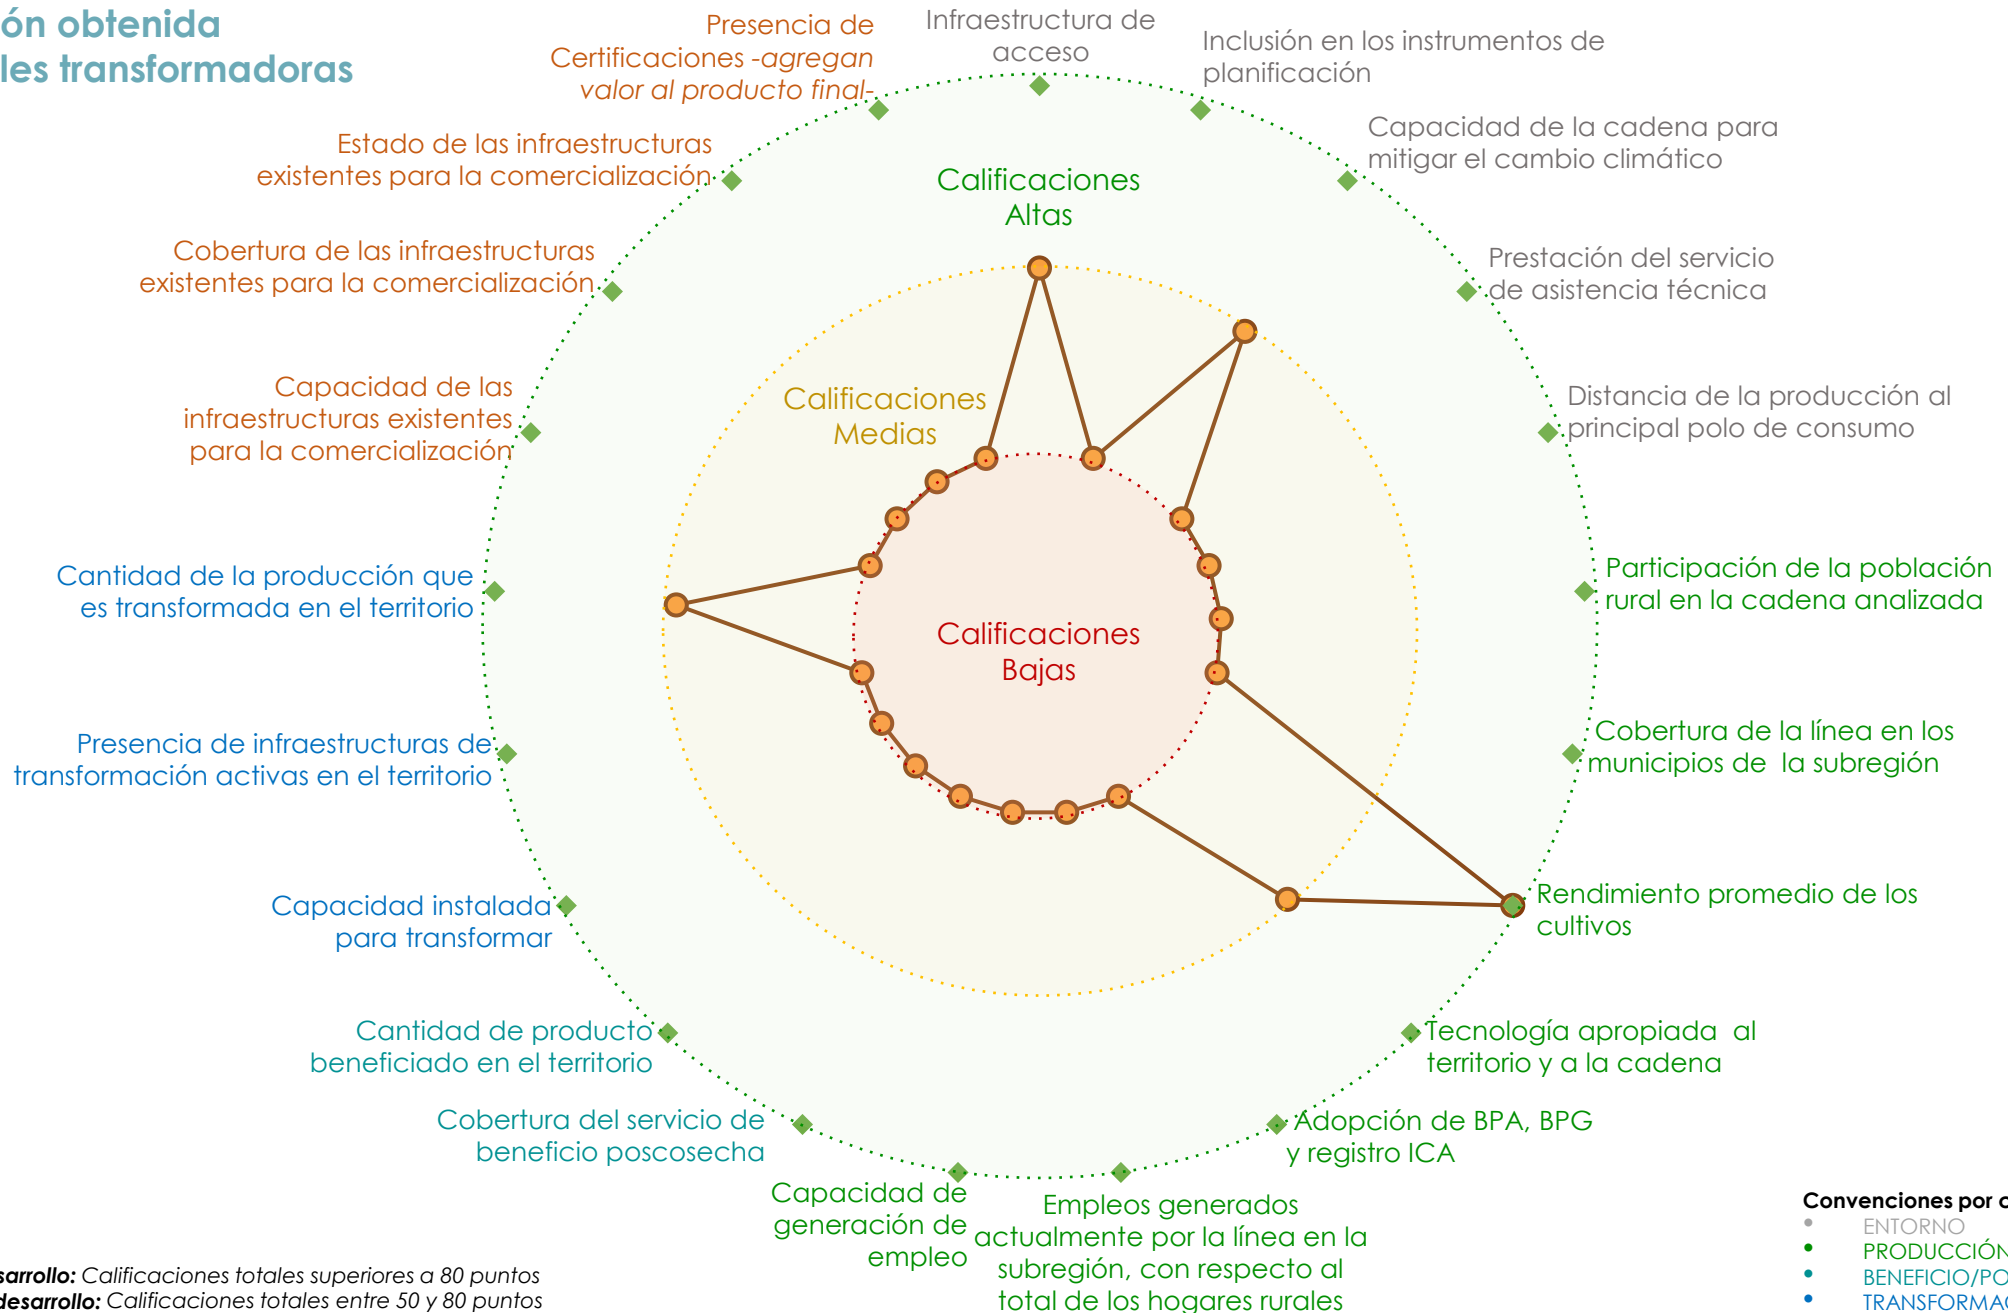 ón obtenida
les transformadoras
Presencia de
Certificaciones -agregan
valor al producto final-
Infraestructura de
acceso
Inclusión en los instrumentos de
planificación
Capacidad de la cadena para
mitigar el cambio climático
Estado de las infraestructuras
existentes para la comercialización
Calificaciones
Altas
Cobertura de las infraestructuras
existentes para la comercialización
Prestación del servicio
de asistencia técnica
Capacidad de las
infraestructuras existentes
para la comercialización
Calificaciones
Medias
Distancia de la producción al
principal polo de consumo
Cantidad de la producción que
es transformada en el territorio
Participación de la población
rural en la cadena analizada
Calificaciones
Bajas
Presencia de infraestructuras de
transformación activas en el territorio
Cobertura de la línea en los
municipios de  la subregión
Capacidad instalada
para transformar
Rendimiento promedio de los
cultivos
Cantidad de producto
beneficiado en el territorio
Tecnología apropiada  al
territorio y a la cadena
Cobertura del servicio de
beneficio poscosecha
Adopción de BPA, BPG
y registro ICA
Capacidad de
generación de
empleo
Empleos generados
actualmente por la línea en la
subregión, con respecto al
total de los hogares rurales
sarrollo: Calificaciones totales superiores a 80 puntos
desarrollo: Calificaciones totales entre 50 y 80 puntos
Convenciones por c
• ENTORNO
• PRODUCCIÓN
• BENEFICIO/PO
• TRANSFORMAC